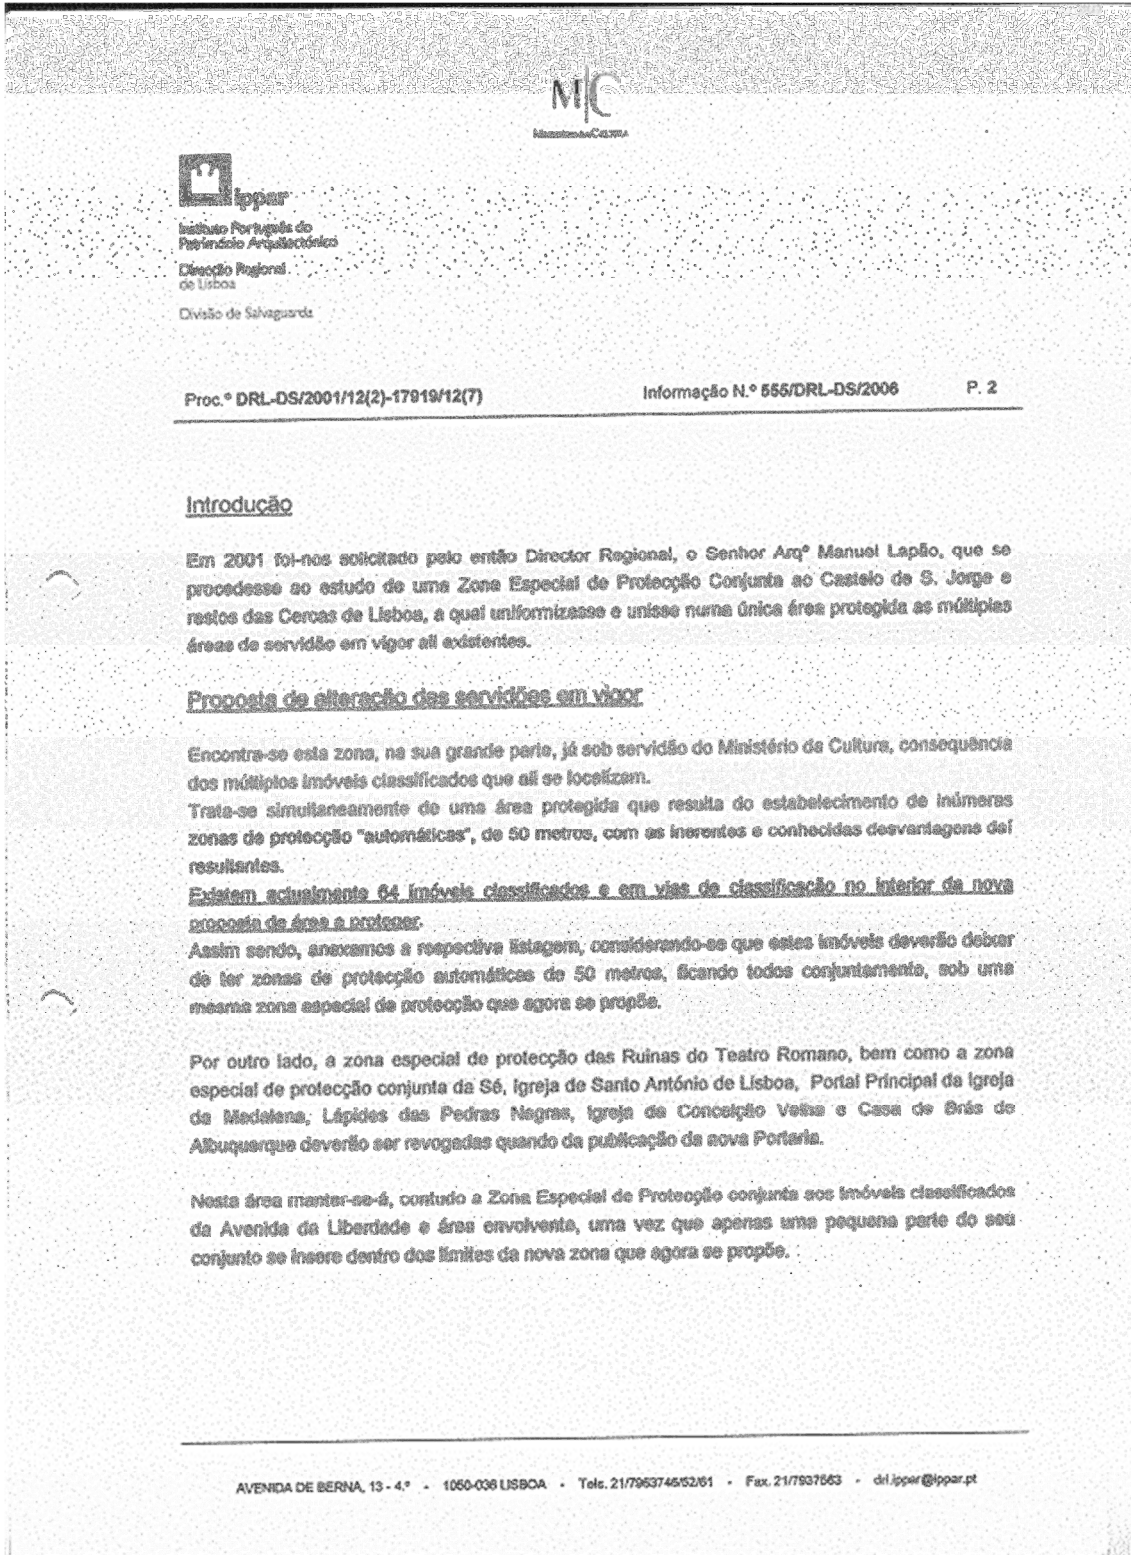 M|C
MINISTÉRIO DA CULTURA
ippar
Instituto Português do
Património Arquitectónico
Direcção Regional
de Lisboa
Divisão de Salvaguarda
Proc.º DRL-DS/2001/12(2)-17919/12(7) Informação N.º 555/DRL-DS/2006 P. 2
Introdução
Em 2001 foi-nos solicitado pelo então Director Regional, o Senhor Arqº Manuel Lapão, que se
procedesse ao estudo de uma Zona Especial de Protecção Conjunta ao Castelo de S. Jorge e
restos das Cercas de Lisboa, a qual uniformizasse e unisse numa única área protegida as múltiplas
áreas de servidão em vigor ali existentes.
Proposta de alteração das servidões em vigor
Encontra-se esta zona, na sua grande parte, já sob servidão do Ministério da Cultura, consequência
dos múltiplos imóveis classificados que ali se localizam.
Trata-se simultaneamente de uma área protegida que resulta do estabelecimento de inúmeras
zonas de protecção "automáticas", de 50 metros, com as inerentes e conhecidas desvantagens daí
resultantes.
Existem actualmente 64 imóveis classificados e em vias de classificação no interior da nova
proposta de área a proteger.
Assim sendo, anexamos a respectiva listagem, considerando-se que estes imóveis deverão deixar
de ter zonas de protecção automáticas de 50 metros, ficando todos conjuntamente, sob uma
mesma zona especial de protecção que agora se propõe.
Por outro lado, a zona especial de protecção das Ruinas do Teatro Romano, bem como a zona
especial de protecção conjunta da Sé, Igreja de Santo António de Lisboa, Portal Principal da Igreja
da Madalena, Lápides das Pedras Negras, Igreja da Conceição Velha e Casa de Brás de
Albuquerque deverão ser revogadas quando da publicação da nova Portaria.
Nesta área manter-se-á, contudo a Zona Especial de Protecção conjunta aos imóveis classificados
da Avenida da Liberdade e área envolvente, uma vez que apenas uma pequena parte do seu
conjunto se insere dentro dos limites da nova zona que agora se propõe.
AVENIDA DE BERNA, 13 - 4.º - 1050-036 LISBOA - Tels. 21/7963746/52/61 - Fax. 21/7937663 - drl.ippar@ippar.pt